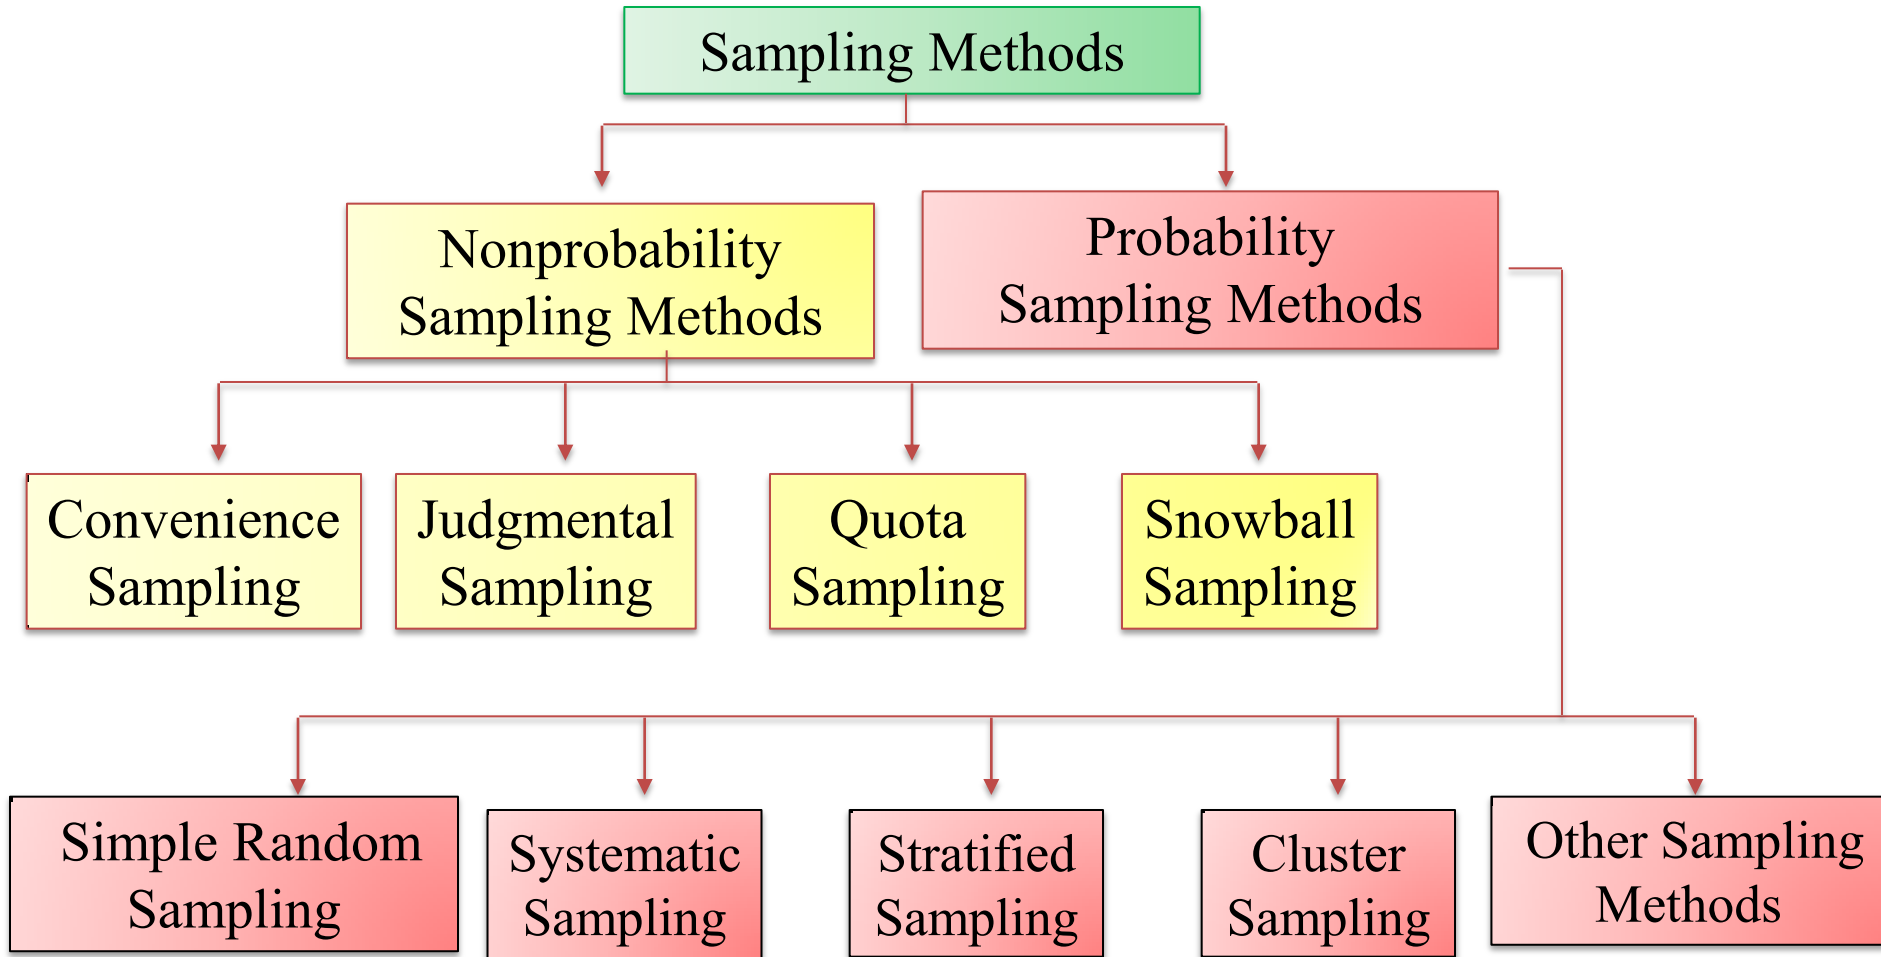 Sampling Methods
Nonprobability
Sampling Methods
Probability
Sampling Methods
Convenience
Sampling
Judgmental
Sampling
Quota
Sampling
Snowball
Sampling
Simple Random
Sampling
Systematic
Sampling
Stratified
Sampling
Cluster
Sampling
Other Sampling
Methods